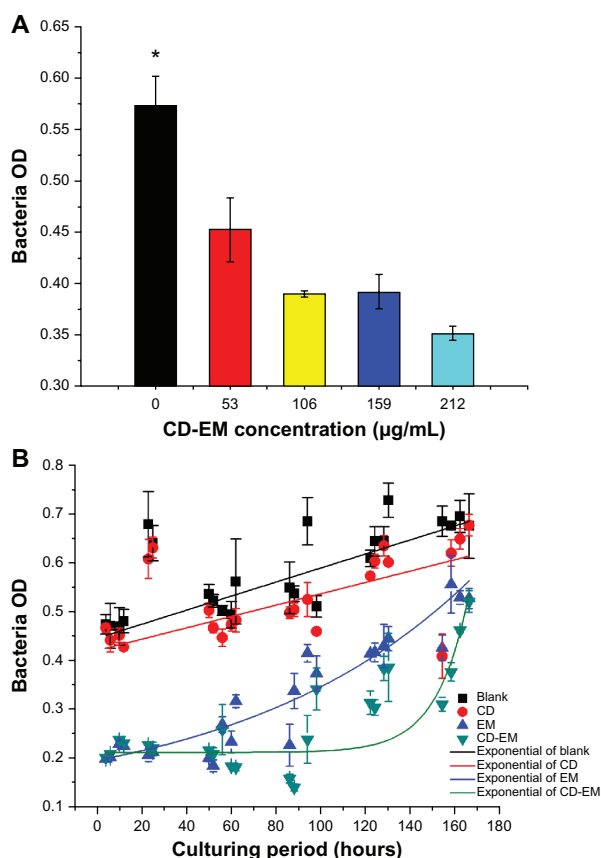 A
Bacteria OD
0.65
0.60
0.55
0.50
0.45
0.40
0.35
0.30
*
0 53 106 159 212
CD-EM concentration (µg/mL)
B
Bacteria OD
0.8
0.7
0.6
0.5
0.4
0.3
0.2
0.1
Blank
CD
EM
CD-EM
Exponential of blank
Exponential of CD
Exponential of EM
Exponential of CD-EM
0 20 40 60 80 100 120 140 160 180
Culturing period (hours)